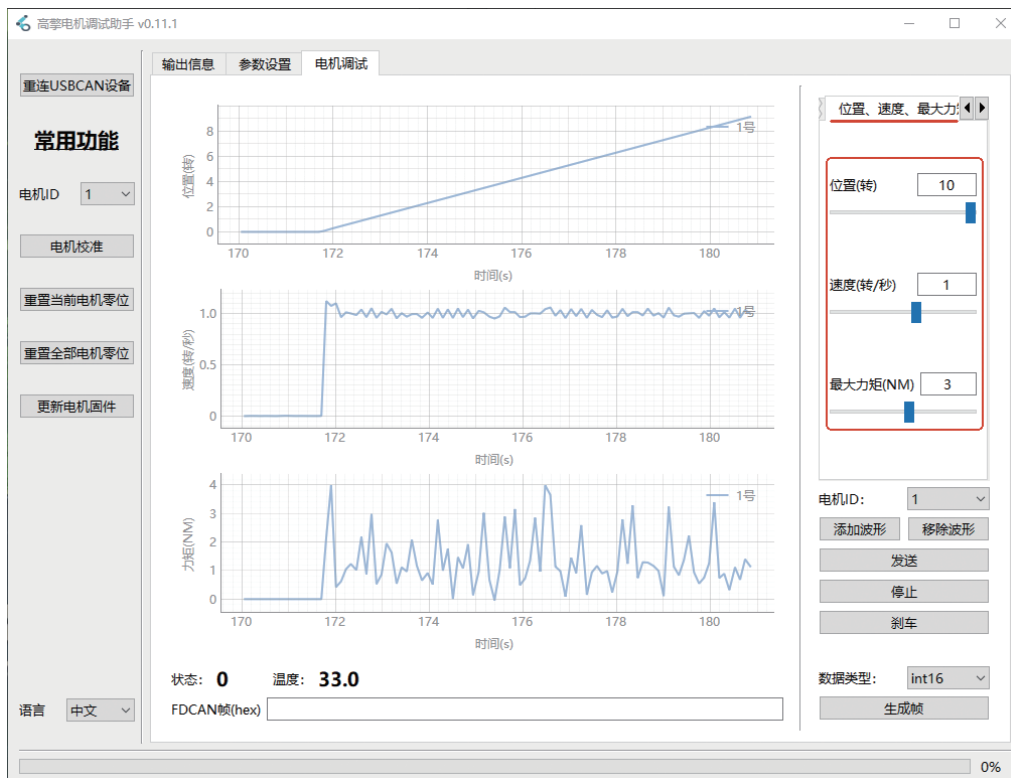 高擎电机调试助手 v0.11.1
重连USBCAN设备
常用功能
电机ID 1
电机校准
重置当前电机零位
重置全部电机零位
更新电机固件
语言 中文
输出信息 参数设置 电机调试
位置(转)
8
6
4
2
0
1号
170 172 174 176 178 180
时间(s)
速度(转/秒)
1.0
0.5
0
1号
170 172 174 176 178 180
时间(s)
力矩(NM)
4
3
2
1
0
1号
170 172 174 176 178 180
时间(s)
状态: 0 温度: 33.0
FDCAN帧(hex)
位置、速度、最大力
位置(转) 10
速度(转/秒) 1
最大力矩(NM) 3
电机ID: 1
添加波形 移除波形
发送
停止
刹车
数据类型: int16
生成帧
0%